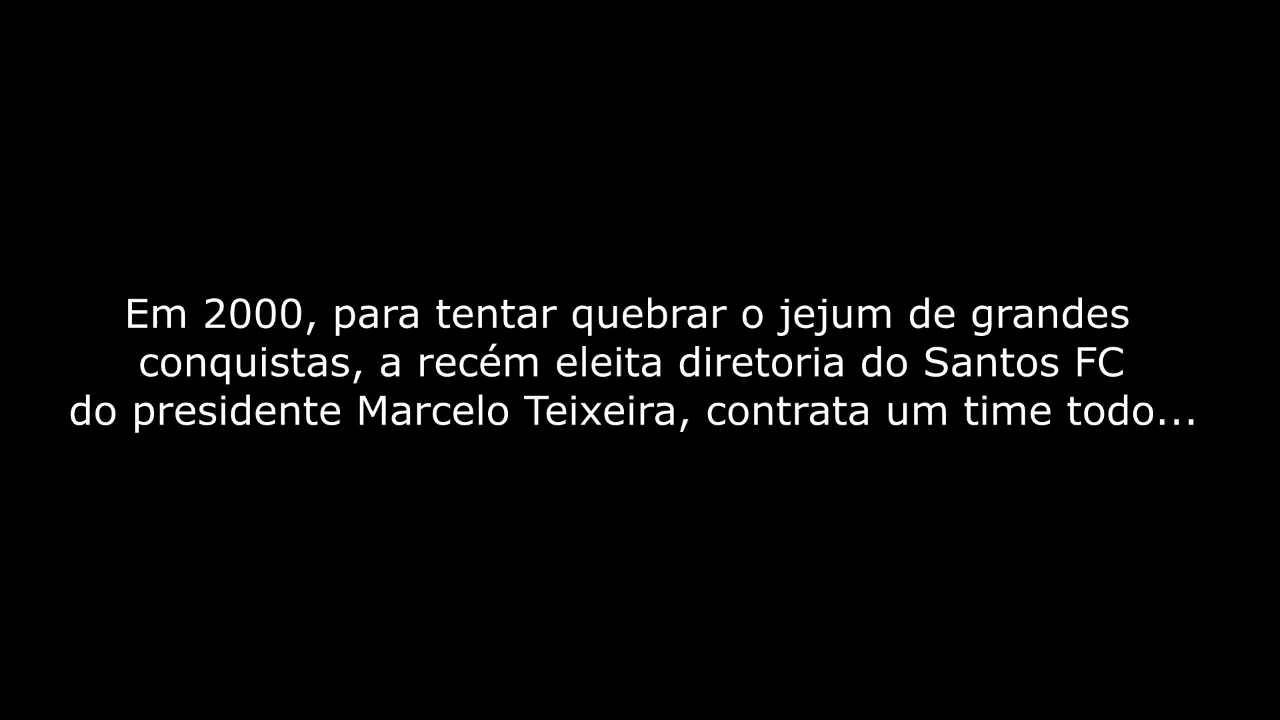 Em 2000, para tentar quebrar o jejum de grandes
conquistas, a recém eleita diretoria do Santos FC
do presidente Marcelo Teixeira, contrata um time todo...